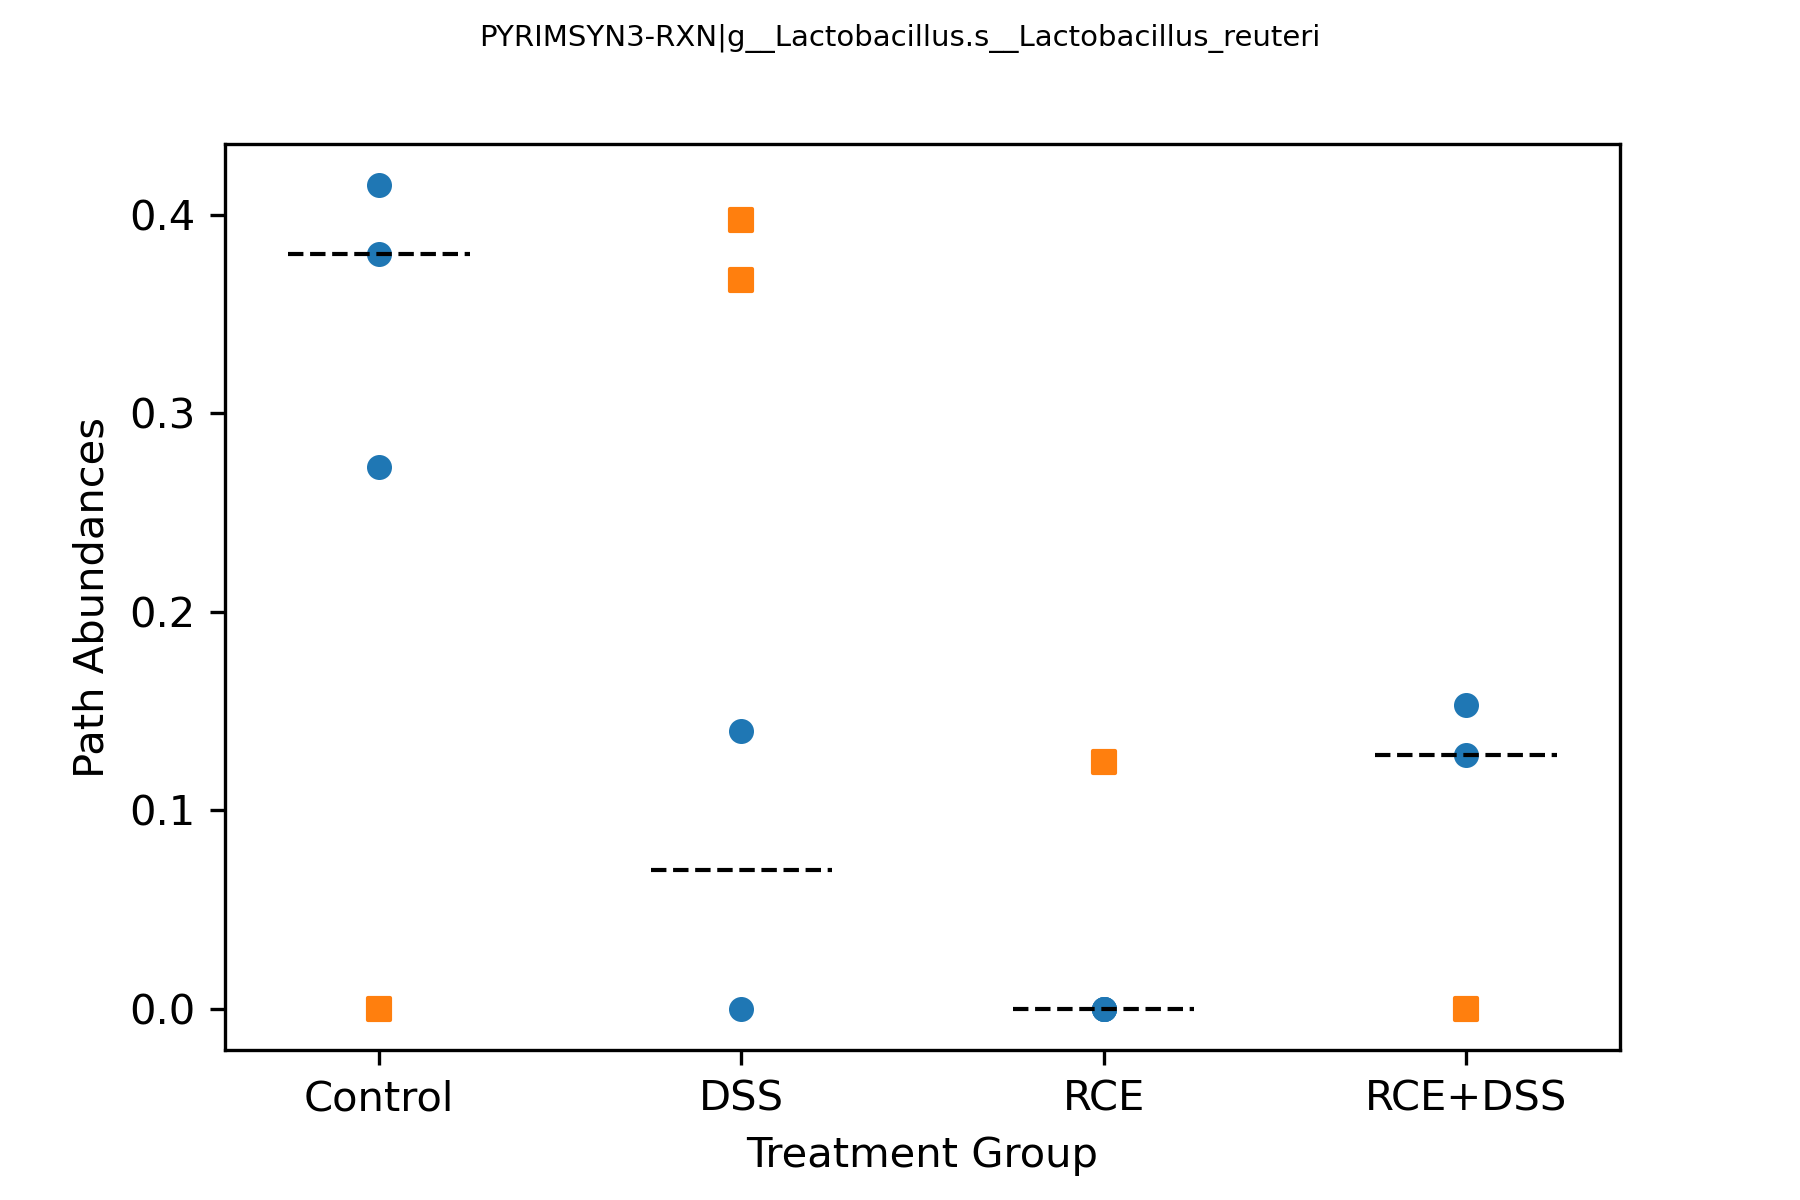 PYRIMSYN3-RXN|g__Lactobacillus.s__Lactobacillus_reuteri
0.4
0.3
0.2
0.1
0.0
Path Abundances
Control DSS RCE RCE+DSS
Treatment Group